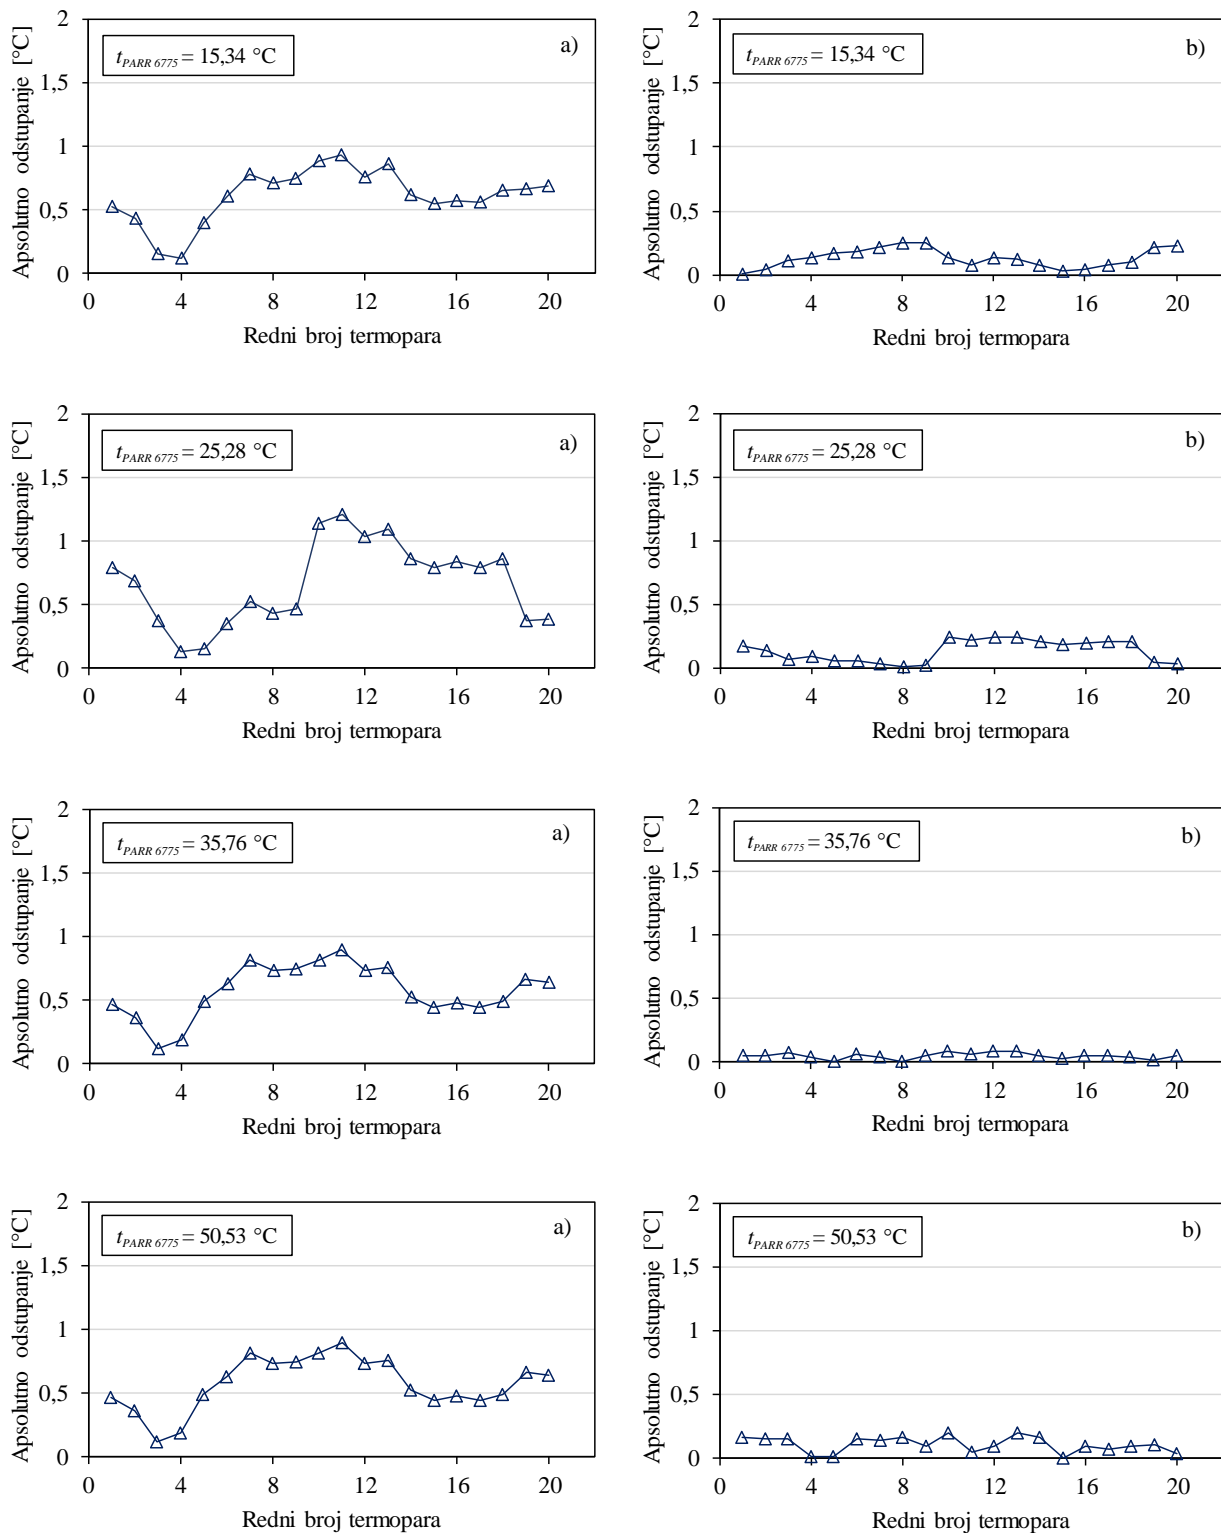 2
1,5
1
0,5
0
Apsolutno odstupanje [°C]
t PARR 6775 = 15,34 °C
a)
0 4 8 12 16 20
Redni broj termopara
2
1,5
1
0,5
0
Apsolutno odstupanje [°C]
t PARR 6775 = 15,34 °C
b)
0 4 8 12 16 20
Redni broj termopara
2
1,5
1
0,5
0
Apsolutno odstupanje [°C]
t PARR 6775 = 25,28 °C
a)
0 4 8 12 16 20
Redni broj termopara
2
1,5
1
0,5
0
Apsolutno odstupanje [°C]
t PARR 6775 = 25,28 °C
b)
0 4 8 12 16 20
Redni broj termopara
2
1,5
1
0,5
0
Apsolutno odstupanje [°C]
t PARR 6775 = 35,76 °C
a)
0 4 8 12 16 20
Redni broj termopara
2
1,5
1
0,5
0
Apsolutno odstupanje [°C]
t PARR 6775 = 35,76 °C
b)
0 4 8 12 16 20
Redni broj termopara
2
1,5
1
0,5
0
Apsolutno odstupanje [°C]
t PARR 6775 = 50,53 °C
a)
0 4 8 12 16 20
Redni broj termopara
2
1,5
1
0,5
0
Apsolutno odstupanje [°C]
t PARR 6775 = 50,53 °C
b)
0 4 8 12 16 20
Redni broj termopara